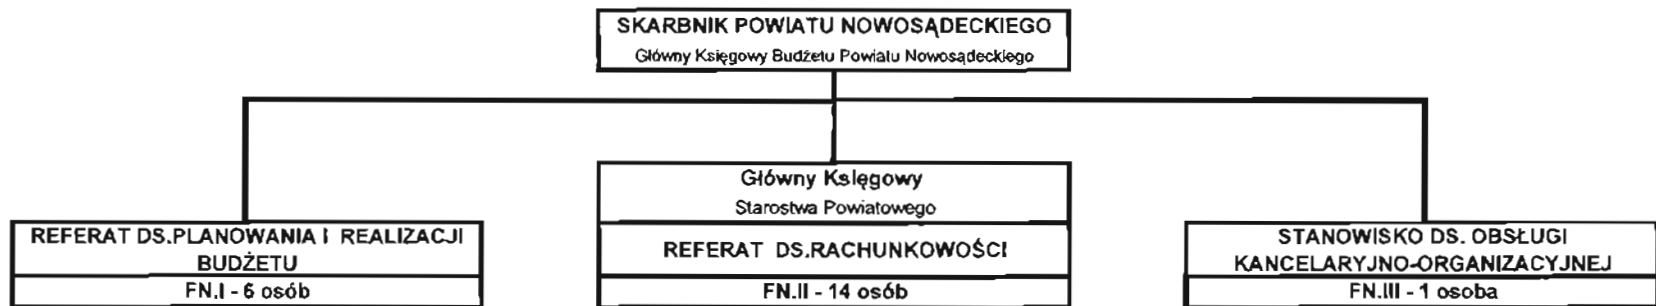 SKARBNIK POWIATU NOWOSĄDECKIEGO
Główny Księgowy Budżetu Powiatu Nowosądeckiego
Główny Księgowy
Starostwa Powiatowego
REFERAT DS.PLANOWANIA I REALIZACJI
BUDŻETU
FN.I - 6 osób
REFERAT DS.RACHUNKOWOŚCI
FN.II - 14 osób
STANOWISKO DS. OBSŁUGI
KANCELARYJNO-ORGANIZACYJNEJ
FN.III - 1 osoba